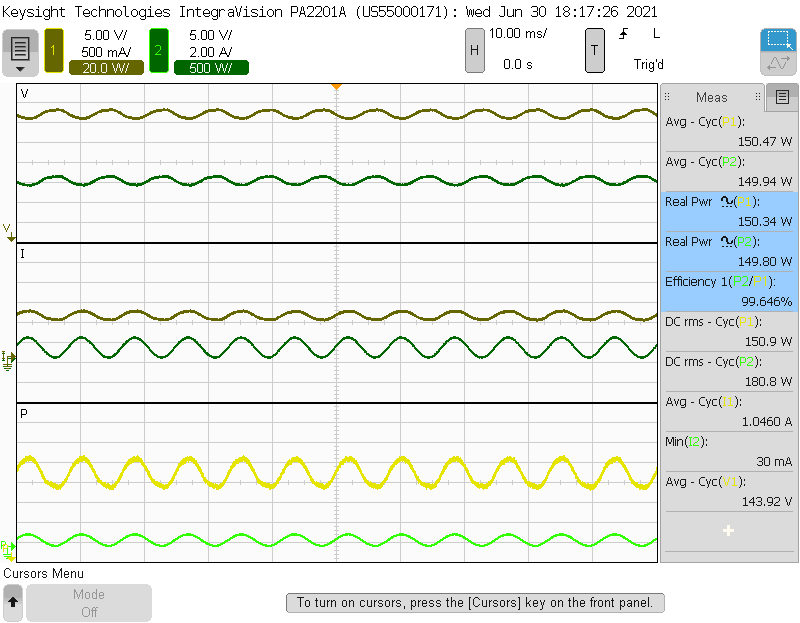 Keysight Technologies IntegraVision PA2201A (US55000171): Wed Jun 30 18:17:26 2021
1
5.00 V/
500 mA/
20.0 W/
2
5.00 V/
2.00 A/
500 W/
H
10.00 ms/
0.0 s
T
L
Trig'd
V
I
P
V
I
P
Meas
Avg - Cyc(P1):
150.47 W
Avg - Cyc(P2):
149.94 W
Real Pwr (P1):
150.34 W
Real Pwr (P2):
149.80 W
Efficiency 1(P2/P1):
99.646%
DC rms - Cyc(P1):
150.9 W
DC rms - Cyc(P2):
180.8 W
Avg - Cyc(I1):
1.0460 A
Min(I2):
30 mA
Avg - Cyc(V1):
143.92 V
Cursors Menu
Mode
Off
To turn on cursors, press the [Cursors] key on the front panel.